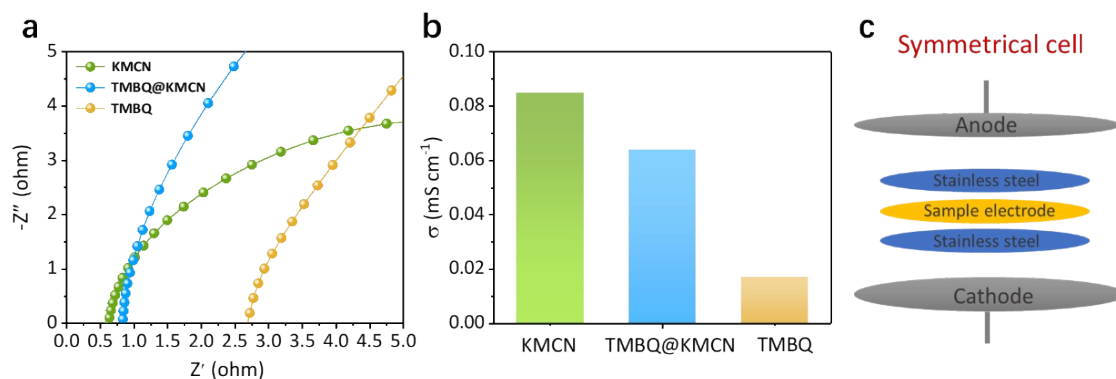 a
-Z″ (ohm)
5
4
3
2
1
0
KMCN
TMBQ@KMCN
TMBQ
0.0 0.5 1.0 1.5 2.0 2.5 3.0 3.5 4.0 4.5 5.0
Z′ (ohm)
b
σ (mS cm⁻¹)
0.10
0.08
0.06
0.04
0.02
0.00
KMCN TMBQ@KMCN TMBQ
c
Symmetrical cell
Anode
Stainless steel
Sample electrode
Stainless steel
Cathode